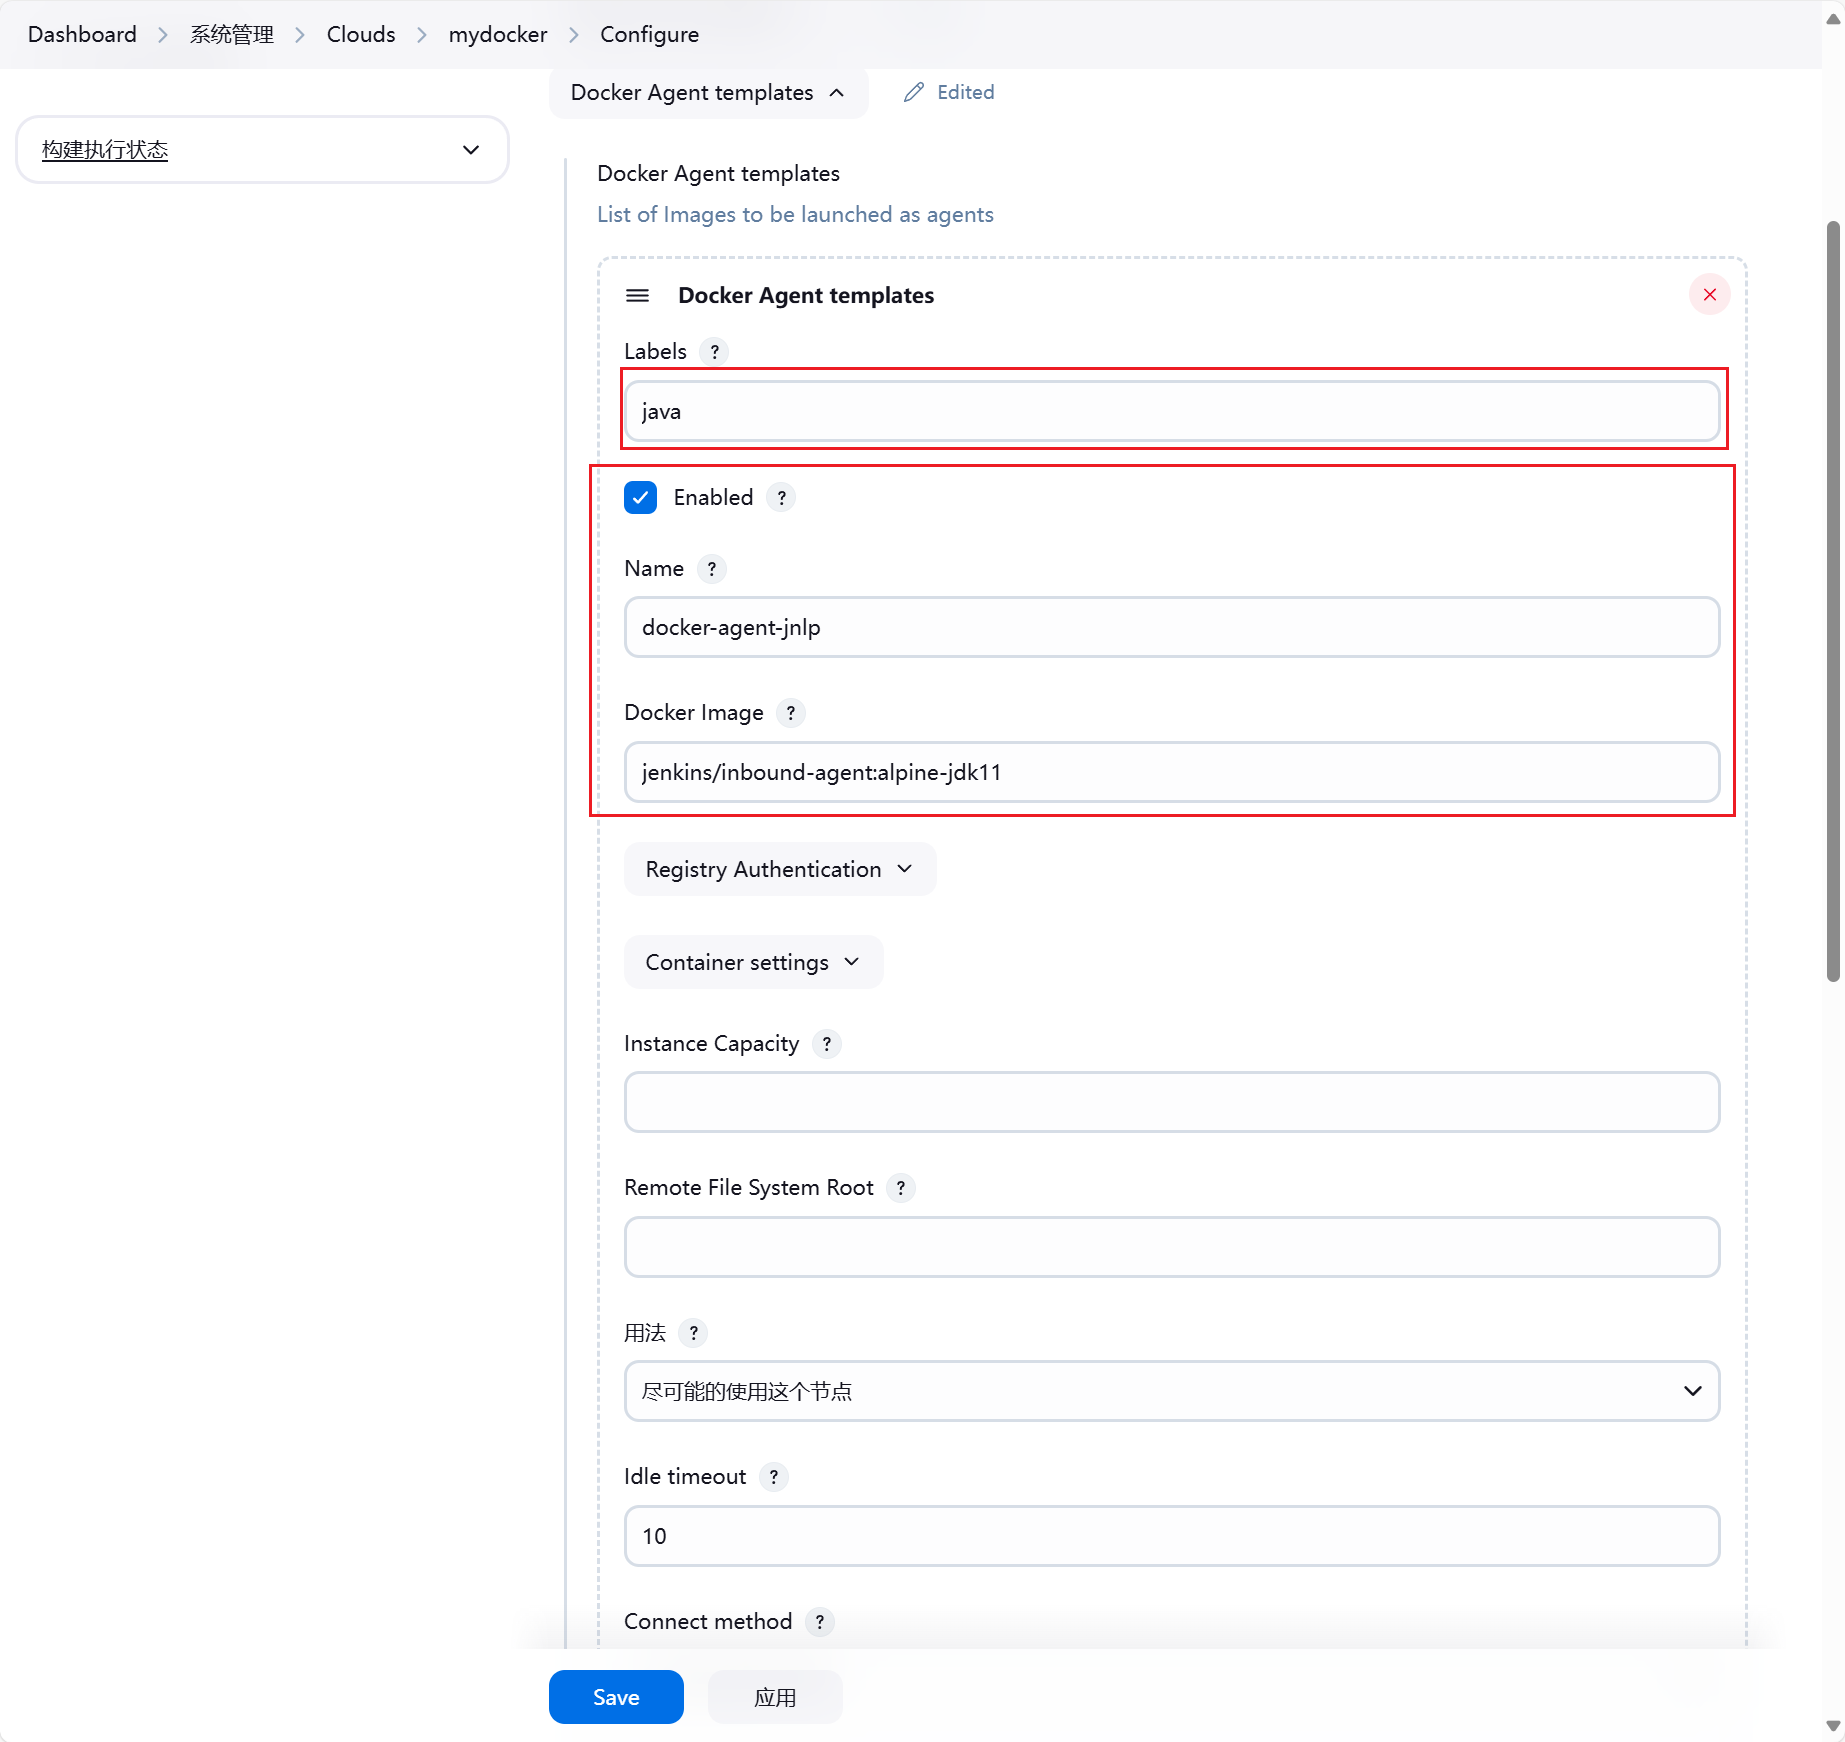 Dashboard > 系统管理 > Clouds > mydocker > Configure
Docker Agent templates
Edited
构建执行状态
Docker Agent templates
List of Images to be launched as agents
Docker Agent templates
Labels ?
java
Enabled ?
Name ?
docker-agent-jnlp
Docker Image ?
jenkins/inbound-agent:alpine-jdk11
Registry Authentication
Container settings
Instance Capacity ?
Remote File System Root ?
用法 ?
尽可能的使用这个节点
Idle timeout ?
10
Connect method ?
Save
应用